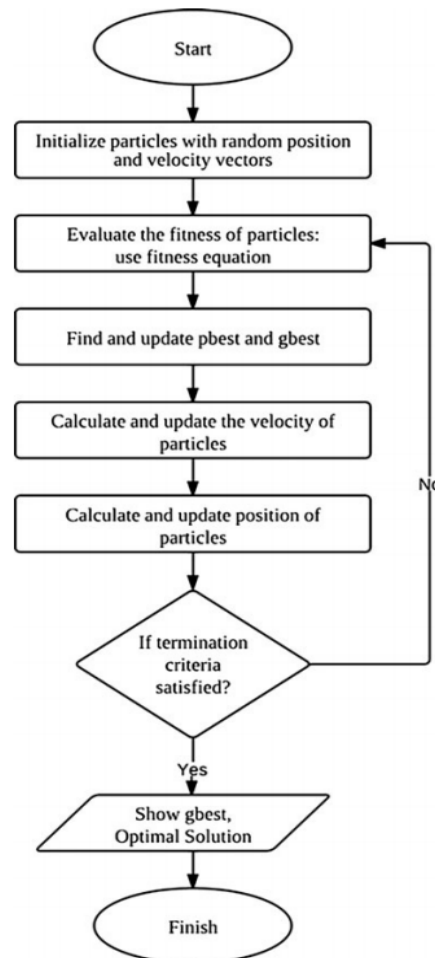 Start
Initialize particles with random position
and velocity vectors
Evaluate the fitness of particles:
use fitness equation
Find and update pbest and gbest
Calculate and update the velocity of
particles
Calculate and update position of
particles
If termination
criteria
satisfied?
No
Yes
Show gbest,
Optimal Solution
Finish